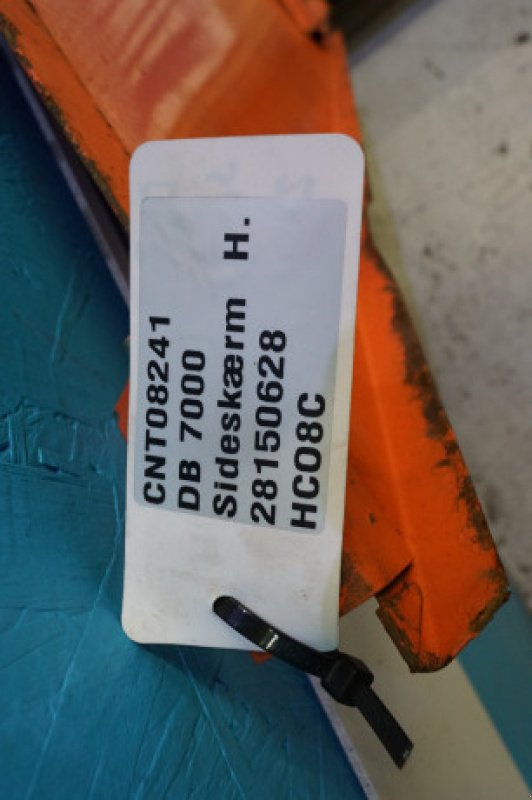 CNT08241
DB 7000
Sideskærm H.
28150628
HC08C